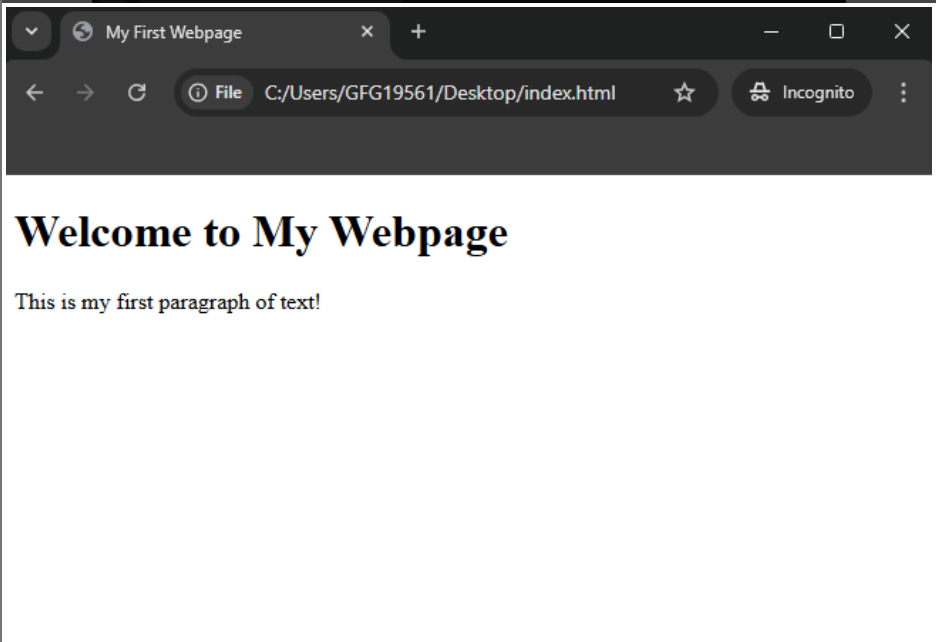 My First Webpage
File C:/Users/GFG19561/Desktop/index.html Incognito
Welcome to My Webpage
This is my first paragraph of text!